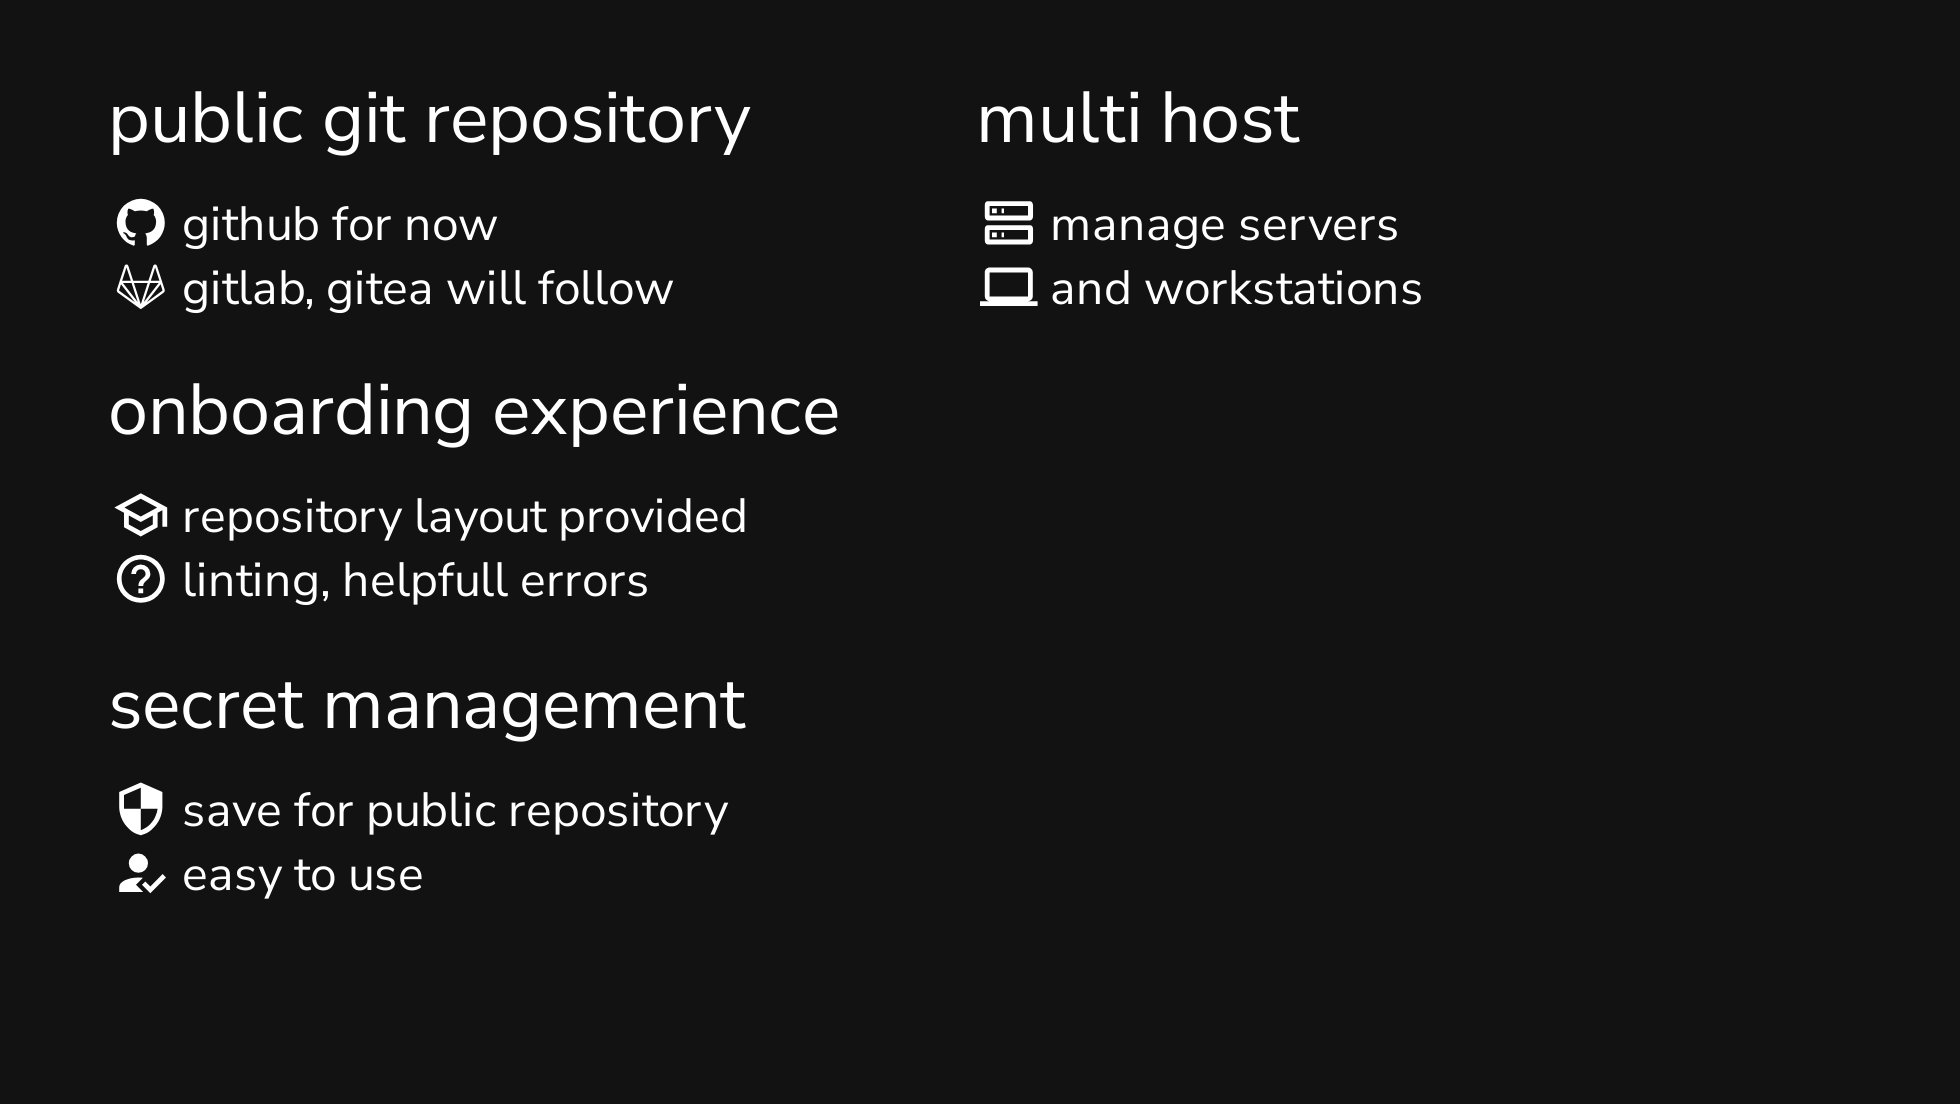 public git repository
github for now
gitlab, gitea will follow
onboarding experience
repository layout provided
linting, helpfull errors
secret management
save for public repository
easy to use
multi host
manage servers
and workstations